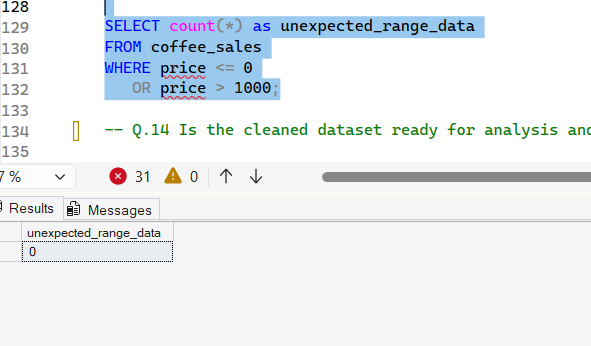 128
129 SELECT count(*) as unexpected_range_data
130 FROM coffee_sales
131 WHERE price <= 0
132 OR price > 1000;
133
134 -- Q.14 Is the cleaned dataset ready for analysis and
135
7 % 31 0
Results Messages
unexpected_range_data
0